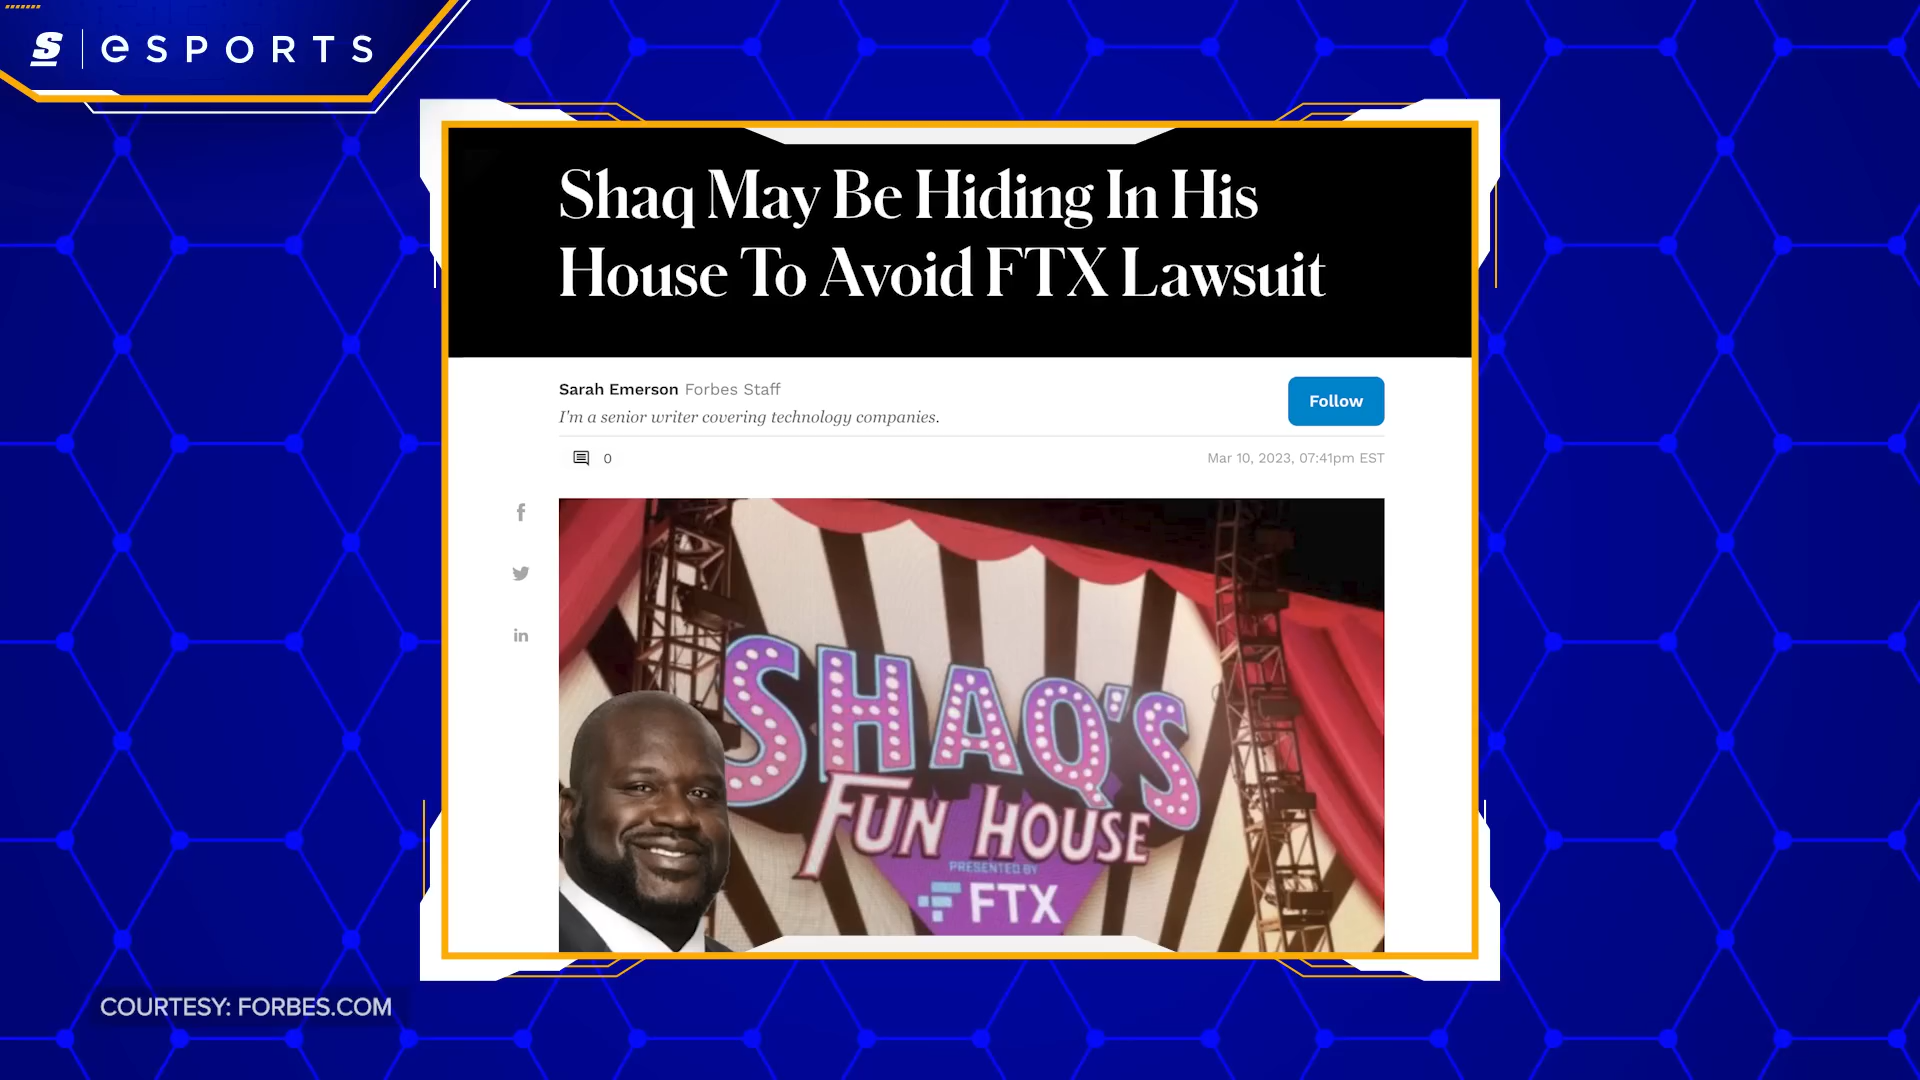 S | eSPORTS
Shaq May Be Hiding In His
House To Avoid FTX Lawsuit
Sarah Emerson Forbes Staff
I'm a senior writer covering technology companies.
Follow
0
Mar 10, 2023, 07:41pm EST
f
in
SHAQ'S
FUN HOUSE
PRESENTED BY
FTX
COURTESY: FORBES.COM